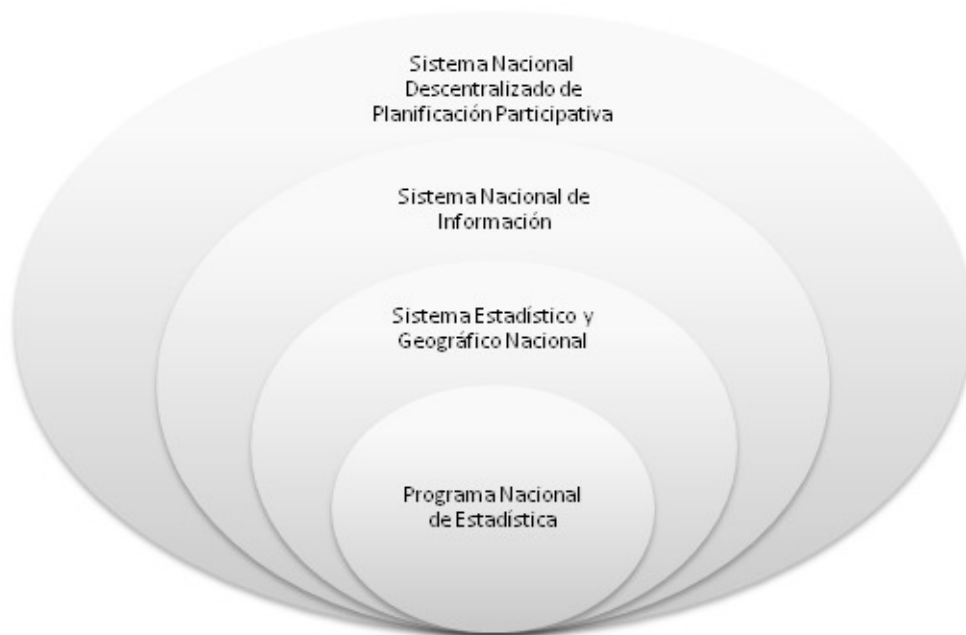 Sistema Nacional
Descentralizado de
Planificación Participativa
Sistema Nacional de
Información
Sistema Estadístico y
Geográfico Nacional
Programa Nacional
de Estadística